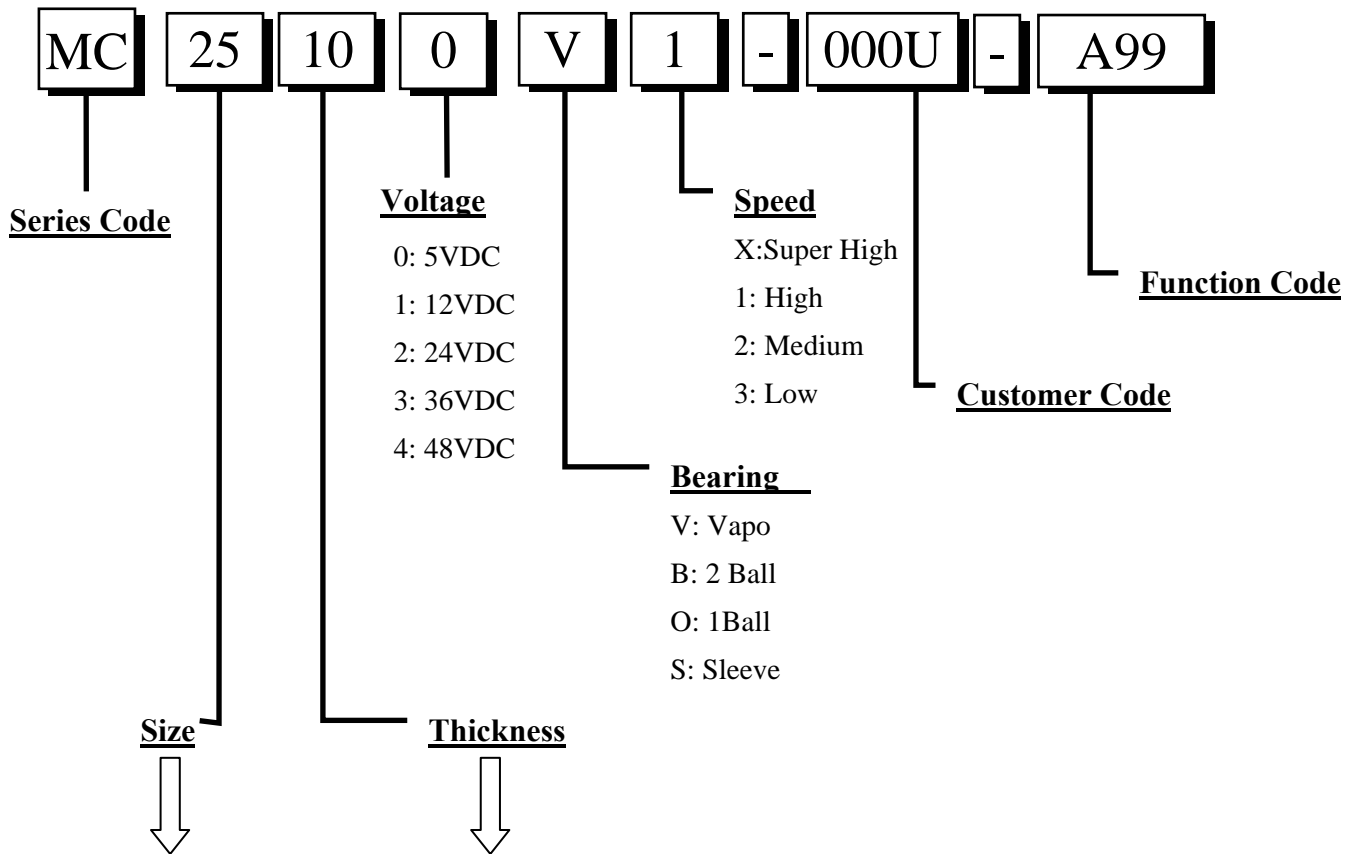 MC 25 10 0 V 1 - 000U - A99
Series Code
Voltage
0: 5VDC
1: 12VDC
2: 24VDC
3: 36VDC
4: 48VDC
Speed
X:Super High
1: High
2: Medium
3: Low
Function Code
Customer Code
Bearing
V: Vapo
B: 2 Ball
O: 1Ball
S: Sleeve
Size
Thickness